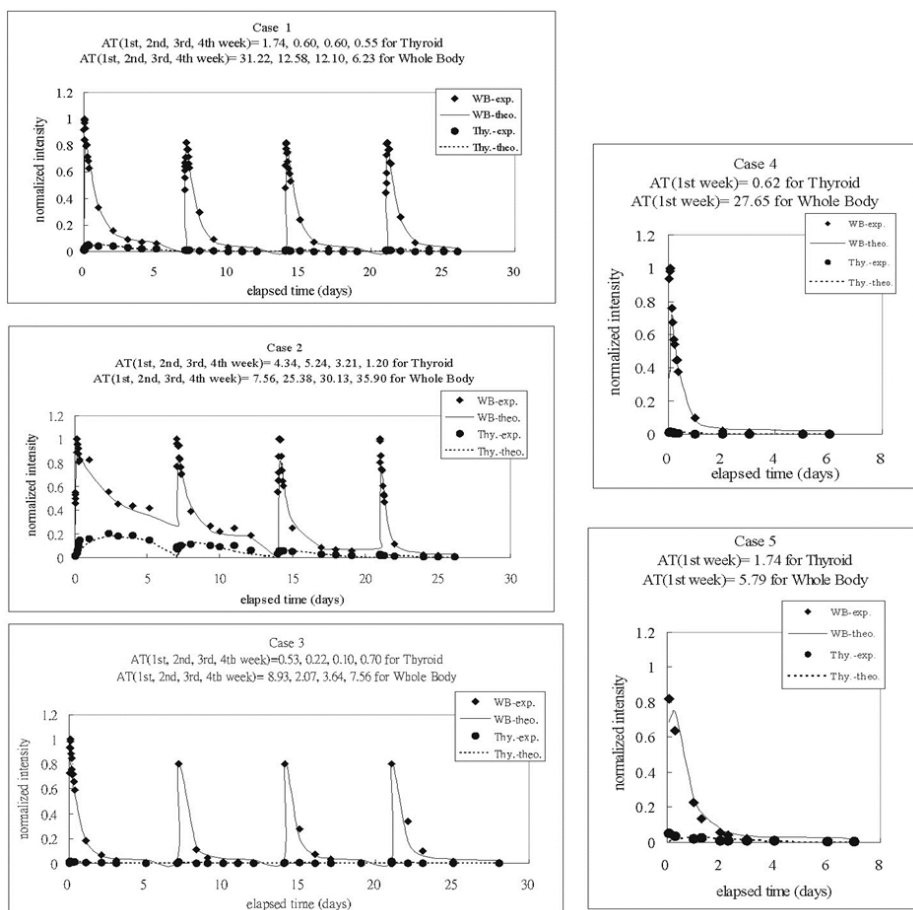 Case 1
AT(1st, 2nd, 3rd, 4th week)= 1.74, 0.60, 0.60, 0.55 for Thyroid
AT(1st, 2nd, 3rd, 4th week)= 31.22, 12.58, 12.10, 6.23 for Whole Body
WB-exp.
WB-theo.
Thy.-exp.
Thy.-theo.
normalized intensity
1.2
1
0.8
0.6
0.4
0.2
0
0 5 10 15 20 25 30
elapsed time (days)
Case 2
AT(1st, 2nd, 3rd, 4th week)= 4.34, 5.24, 3.21, 1.20 for Thyroid
AT(1st, 2nd, 3rd, 4th week)= 7.56, 25.38, 30.13, 35.90 for Whole Body
WB-exp.
WB-theo.
Thy.-exp.
Thy.-theo.
normalized intensity
1.2
1
0.8
0.6
0.4
0.2
0
0 5 10 15 20 25 30
elapsed time (days)
Case 3
AT(1st, 2nd, 3rd, 4th week)=0.53, 0.22, 0.10, 0.70 for Thyroid
AT(1st, 2nd, 3rd, 4th week)= 8.93, 2.07, 3.64, 7.56 for Whole Body
WB-exp.
WB-theo.
Thy.-exp.
Thy.-theo.
normalized intensity
1.2
1
0.8
0.6
0.4
0.2
0
0 5 10 15 20 25 30
elapsed time (days)
Case 4
AT(1st week)= 0.62 for Thyroid
AT(1st week)= 27.65 for Whole Body
WB-exp.
WB-theo.
Thy.-exp.
Thy.-theo.
normalized intensity
1.2
1
0.8
0.6
0.4
0.2
0
0 2 4 6 8
elapsed time (days)
Case 5
AT(1st week)= 1.74 for Thyroid
AT(1st week)= 5.79 for Whole Body
WB-exp.
WB-theo.
Thy.-exp.
Thy.-theo.
normalized intensity
1.2
1
0.8
0.6
0.4
0.2
0
0 1 2 3 4 5 6 7 8
elapsed time (days)